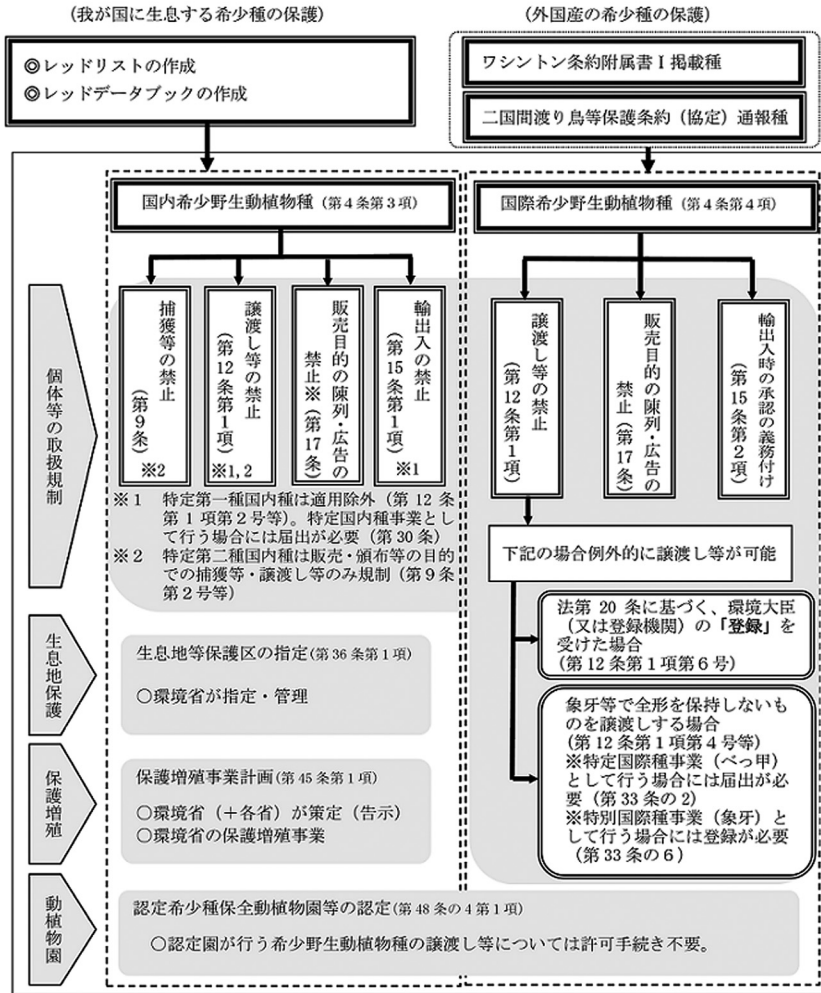 (我が国に生息する希少種の保護)
(外国産の希少種の保護)
◎レッドリストの作成
◎レッドデータブックの作成
ワシントン条約附属書Ⅰ掲載種
二国間渡り鳥等保護条約（協定）通報種
国内希少野生動植物種（第４条第３項）
国際希少野生動植物種（第４条第４項）
個体等の取扱規制
捕獲等の禁止
（第９条）
※2
譲渡し等の禁止
（第12条第１項）
※1,2
販売目的の陳列・広告の
禁止※（第17条）
輸出入の禁止
（第15条第１項）
※1
譲渡し等の禁止
（第12条第１項）
販売目的の陳列・広告の
禁止（第17条）
輸出入時の承認の義務付け
（第15条第２項）
※１　特定第一種国内種は適用除外（第 12 条
第１項第２号等）。特定国内種事業とし
て行う場合には届出が必要（第 30 条）
※２　特定第二種国内種は販売・頒布等の目的
での捕獲等・譲渡し等のみ規制（第９条
第２号等）
下記の場合例外的に譲渡し等が可能
法第 20 条に基づく、環境大臣
（又は登録機関）の「登録」を
受けた場合
（第 12 条第１項第６号）
象牙等で全形を保持しないも
のを譲渡しする場合
（第 12 条第１項第４号等）
※特定国際種事業（べっ甲）
として行う場合には届出が必
要（第 33 条の２）
※特別国際種事業（象牙）と
して行う場合には登録が必要
（第 33 条の６）
生息地保護
生息地等保護区の指定（第 36 条第１項）
○環境省が指定・管理
保護増殖
保護増殖事業計画（第 45 条第１項）
○環境省（＋各省）が策定（告示）
○環境省の保護増殖事業
動植物園
認定希少種保全動植物園等の認定（第 48 条の４第１項）
○認定園が行う希少野生動植物種の譲渡し等については許可手続き不要。